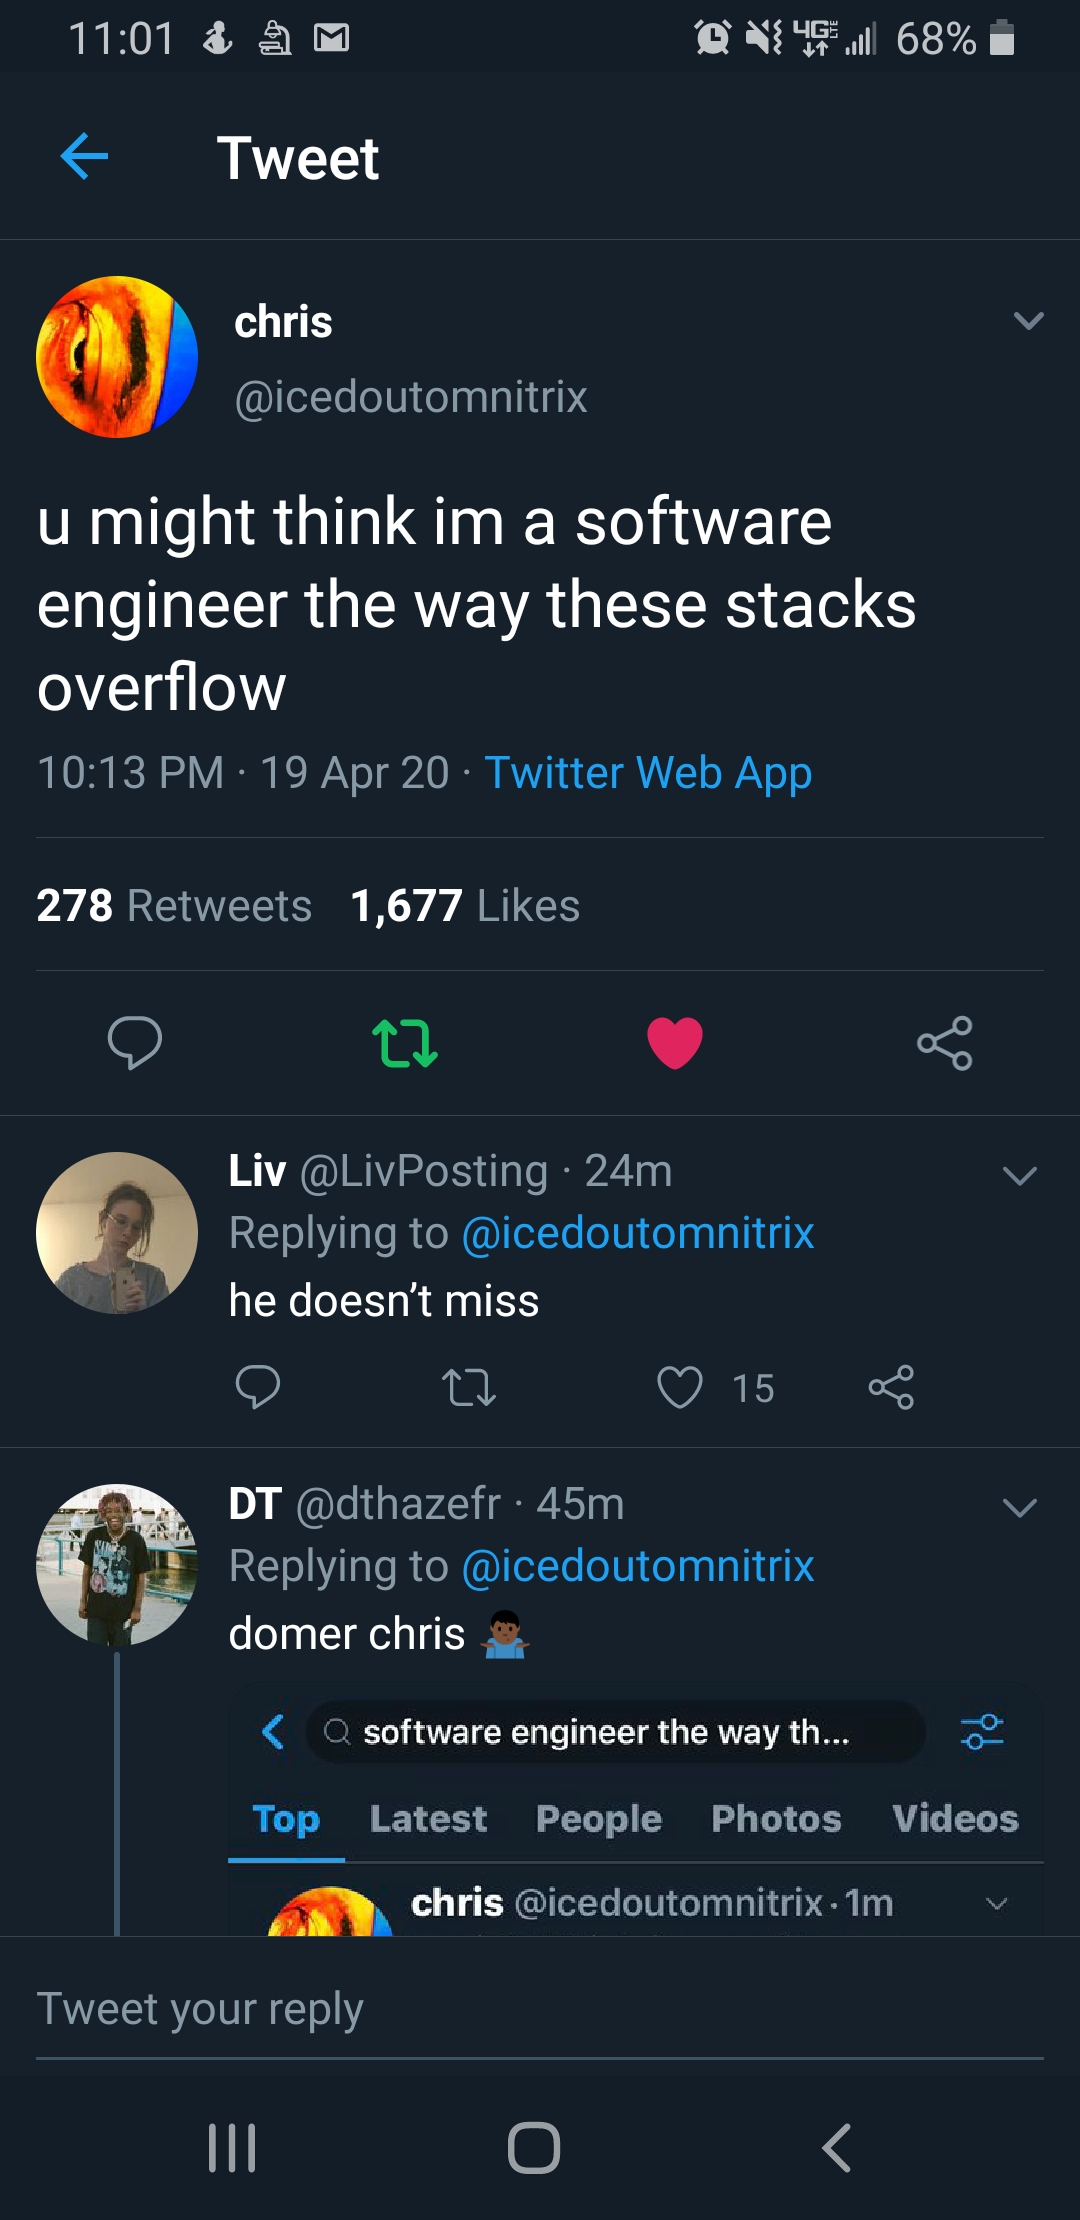 11:01 4G LTE 68%
Tweet
chris
@icedoutomnitrix
u might think im a software
engineer the way these stacks
overflow
10:13 PM · 19 Apr 20 · Twitter Web App
278 Retweets 1,677 Likes
Liv @LivPosting · 24m
Replying to @icedoutomnitrix
he doesn’t miss
15
DT @dthazefr · 45m
Replying to @icedoutomnitrix
domer chris 🤷🏿‍♂️
software engineer the way th...
Top Latest People Photos Videos
chris @icedoutomnitrix · 1m
Tweet your reply